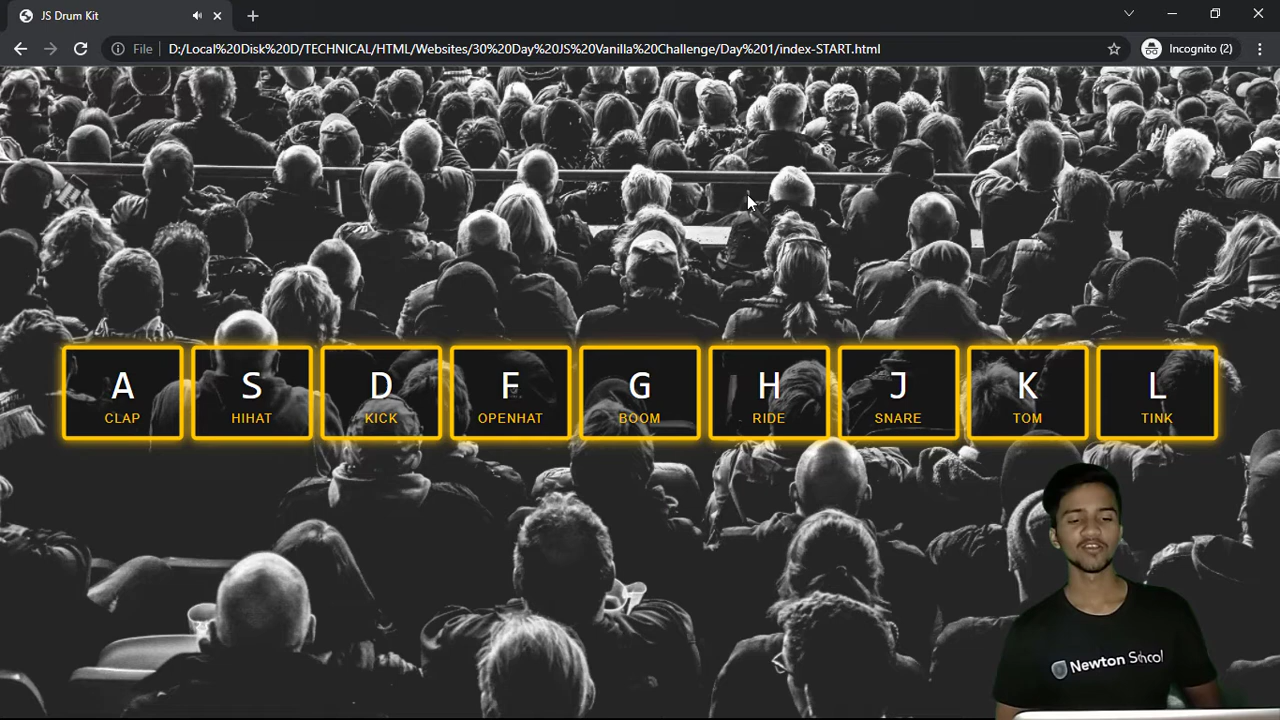 JS Drum Kit
File
D:/Local%20Disk%20D/TECHNICAL/HTML/Websites/30%20Day%20JS%20Vanilla%20Challenge/Day%201/index-START.html
Incognito (2)
A S D F G H J K L
CLAP HIHAT KICK OPENHAT BOOM RIDE SNARE TOM TINK
Newton School